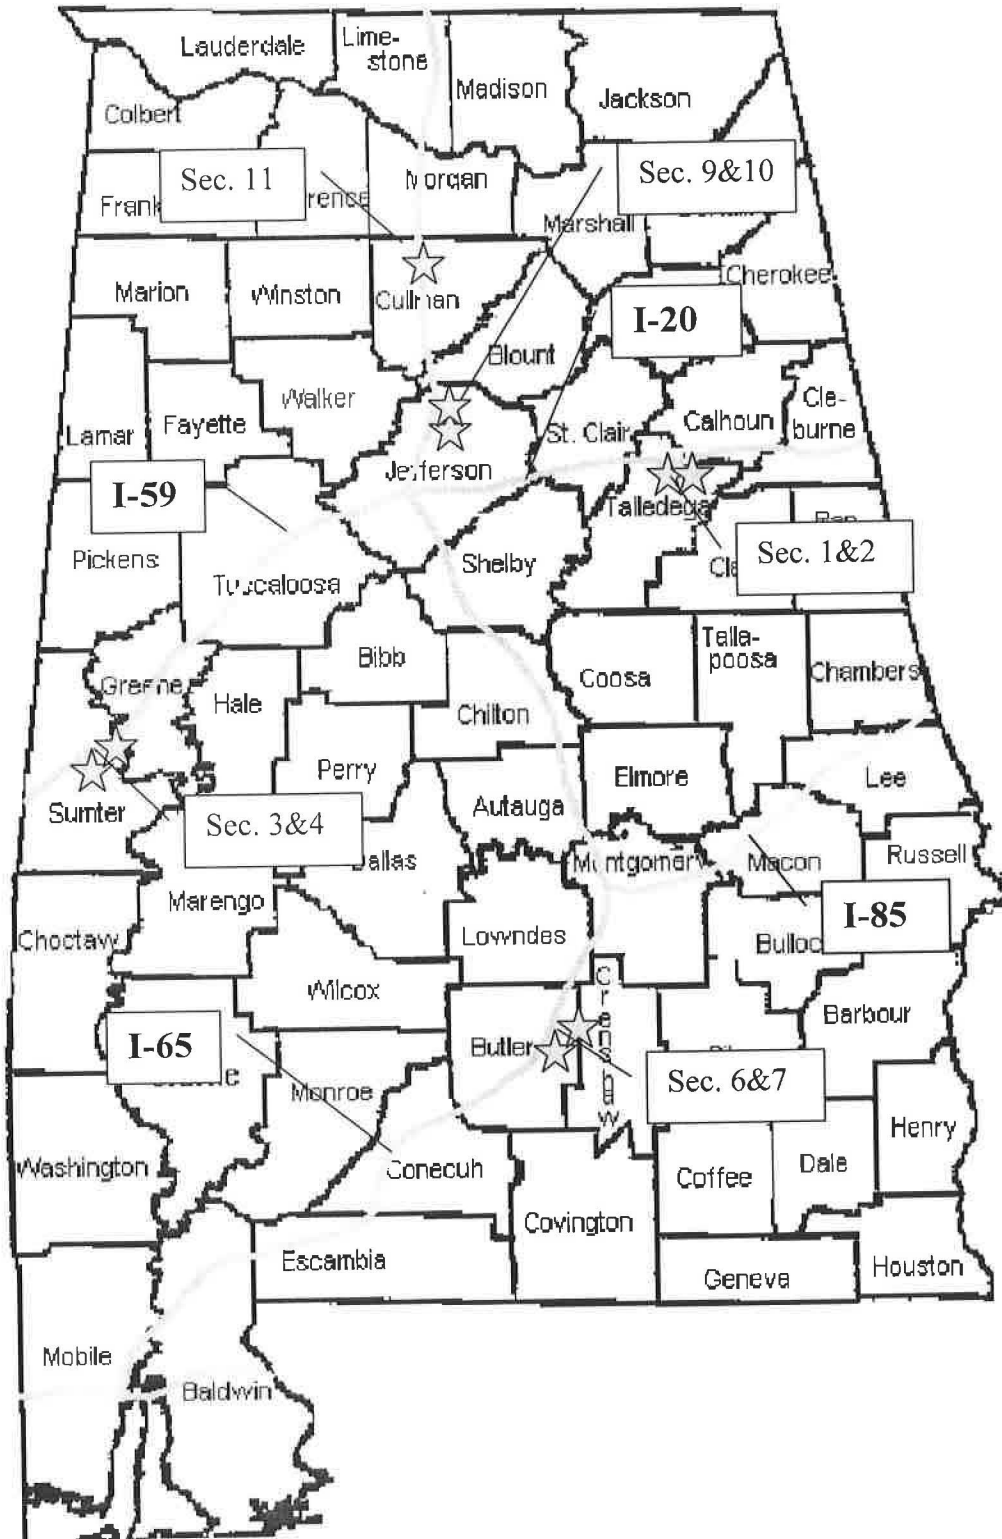 Lauderdale
Lime-
stone
Madison
Jackson
Colbert
Sec. 11
Morgan
Sec. 9&10
Frank
rence
Marshall
Cherokee
Marion
Winston
Cullman
I-20
Blount
Walker
Cle-
burne
Lamar
Fayette
St. Clair
Calhoun
Jefferson
I-59
Talledega
Pickens
Tuscaloosa
Shelby
Cla
Sec. 1&2
Bibb
Talla-
poosa
Coosa
Chambers
Greene
Hale
Chilton
Perry
Elmore
Lee
Sumter
Autauga
Sec. 3&4
Dallas
Montgomery
Macon
Russell
Marengo
I-85
Choctaw
Lowndes
Bulloc
Wilcox
Crenshaw
Barbour
I-65
Butler
Sec. 6&7
Monroe
Henry
Washington
Conecuh
Coffee
Dale
Covington
Escambia
Geneva
Houston
Mobile
Baldwin